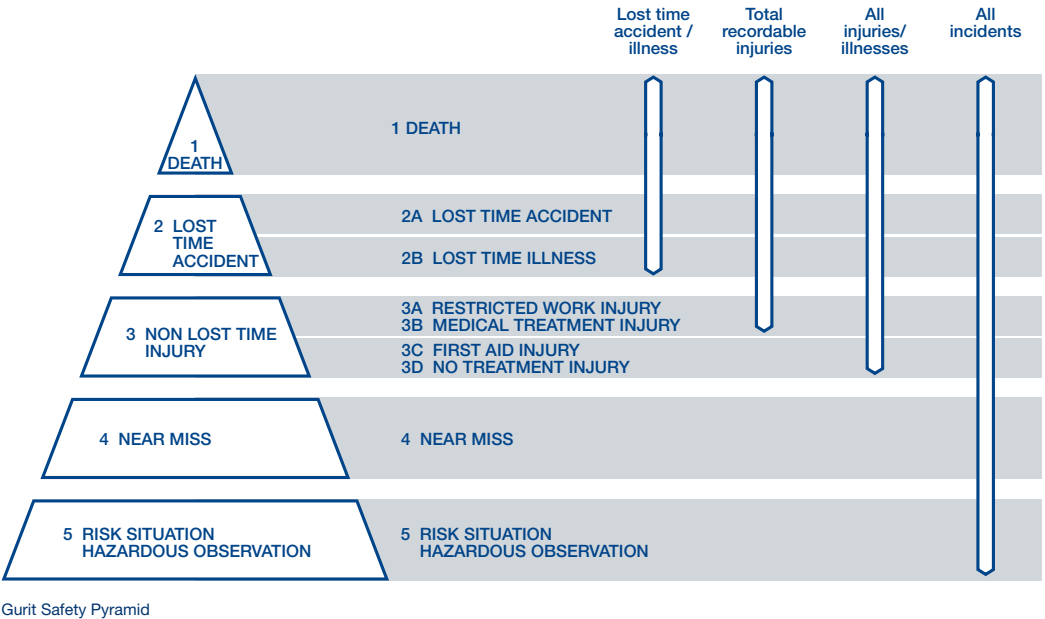 Lost time
accident /
illness
Total
recordable
injuries
All
injuries/
illnesses
All
incidents
1
DEATH
1 DEATH
2 LOST
TIME
ACCIDENT
2A LOST TIME ACCIDENT
2B LOST TIME ILLNESS
3 NON LOST TIME
INJURY
3A RESTRICTED WORK INJURY
3B MEDICAL TREATMENT INJURY
3C FIRST AID INJURY
3D NO TREATMENT INJURY
4 NEAR MISS
4 NEAR MISS
5 RISK SITUATION
HAZARDOUS OBSERVATION
5 RISK SITUATION
HAZARDOUS OBSERVATION
Gurit Safety Pyramid